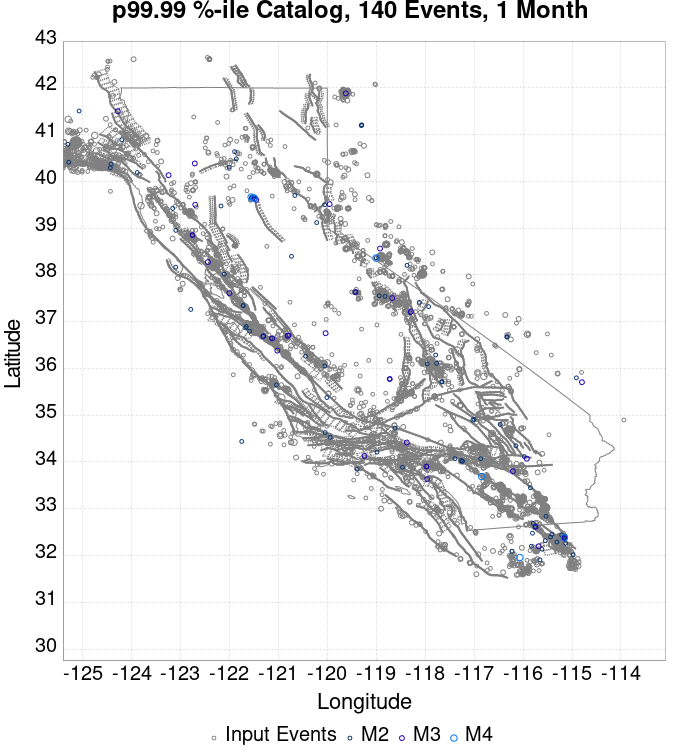 p99.99 %-ile Catalog, 140 Events, 1 Month
43
42
41
40
39
38
37
36
35
34
33
32
31
30
Latitude
-125 -124 -123 -122 -121 -120 -119 -118 -117 -116 -115 -114
Longitude
Input Events M2 M3 M4